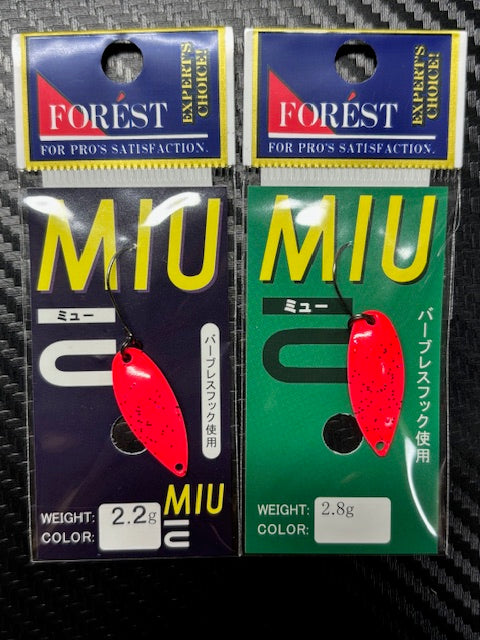 FORÉST
EXPERT'S
CHOICE!
FOR PRO'S SATISFACTION.
MIU
ミュー
バーブレスフック使用
MIU
WEIGHT: 2.2g
COLOR:
FORÉST
EXPERT'S
CHOICE!
FOR PRO'S SATISFACTION.
MIU
ミュー
バーブレスフック使用
WEIGHT: 2.8g
COLOR: